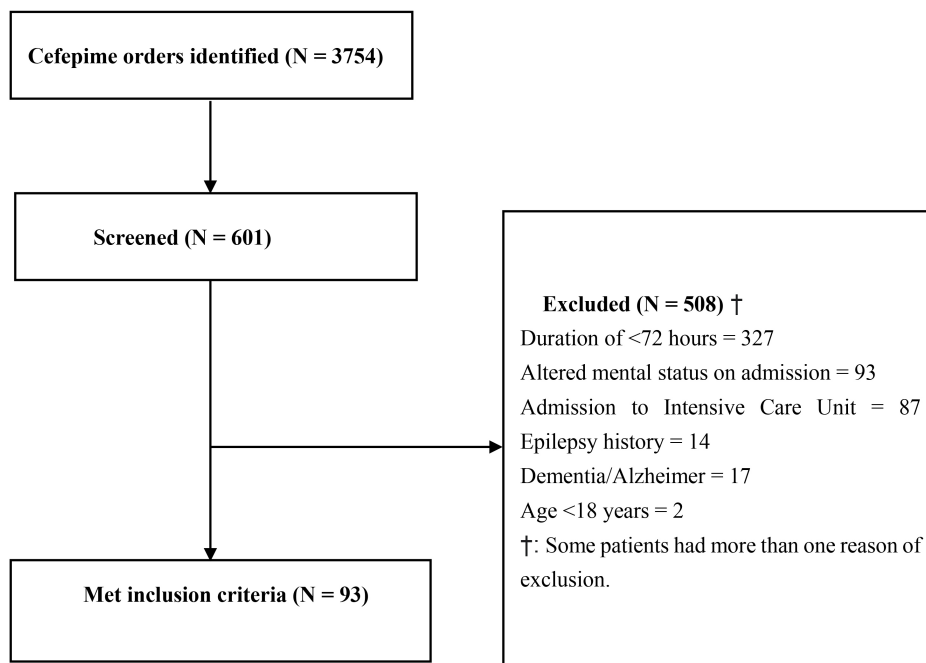 Cefepime orders identified (N = 3754)
Screened (N = 601)
Excluded (N = 508) †
Duration of <72 hours = 327
Altered mental status on admission = 93
Admission to Intensive Care Unit = 87
Epilepsy history = 14
Dementia/Alzheimer = 17
Age <18 years = 2
†: Some patients had more than one reason of
exclusion.
Met inclusion criteria (N = 93)